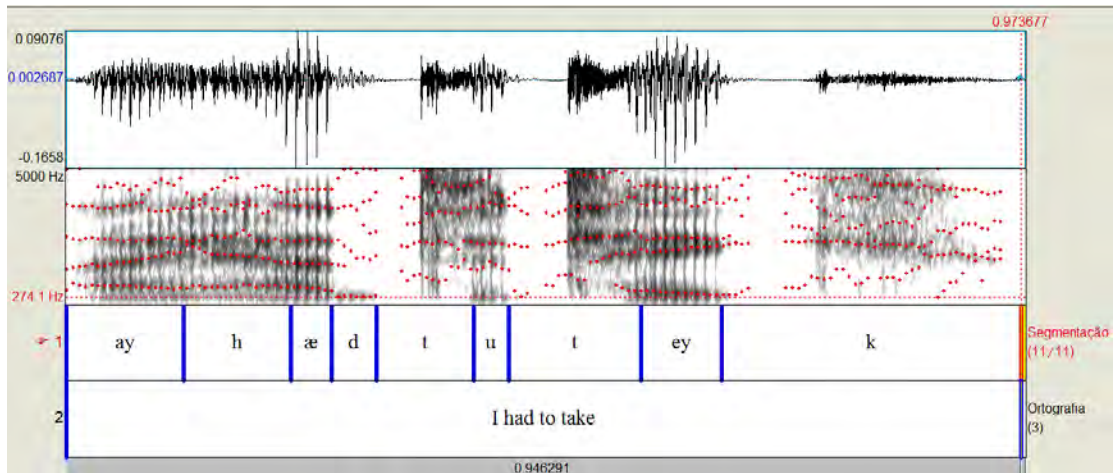 0.973677
0.09076
0.002687
-0.1658
5000 Hz
274.1 Hz
1 ay h æ d t u t ey k Segmentação
(11/11)
2 I had to take Ortografia
(3)
0.946291